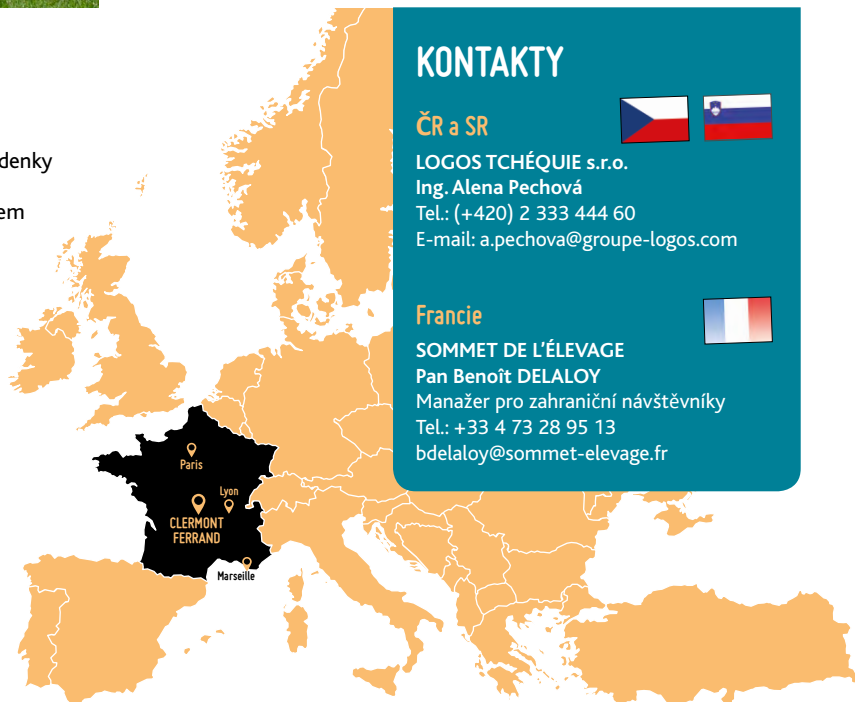 denky
em
KONTAKTY
ČR a SR
LOGOS TCHÉQUIE s.r.o.
Ing. Alena Pechová
Tel.: (+420) 2 333 444 60
E-mail: a.pechova@groupe-logos.com
Francie
SOMMET DE L'ÉLEVAGE
Pan Benoît DELALOY
Manažer pro zahraniční návštěvníky
Tel.: +33 4 73 28 95 13
bdelaloy@sommet-elevage.fr
Paris
Lyon
CLERMONT
FERRAND
Marseille